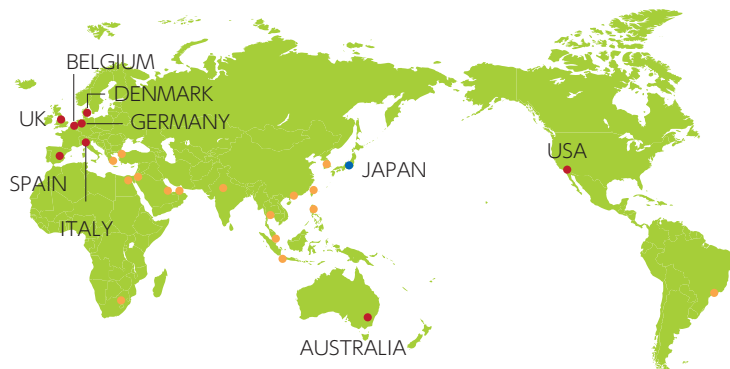 BELGIUM
DENMARK
UK
GERMANY
USA
JAPAN
SPAIN
ITALY
AUSTRALIA